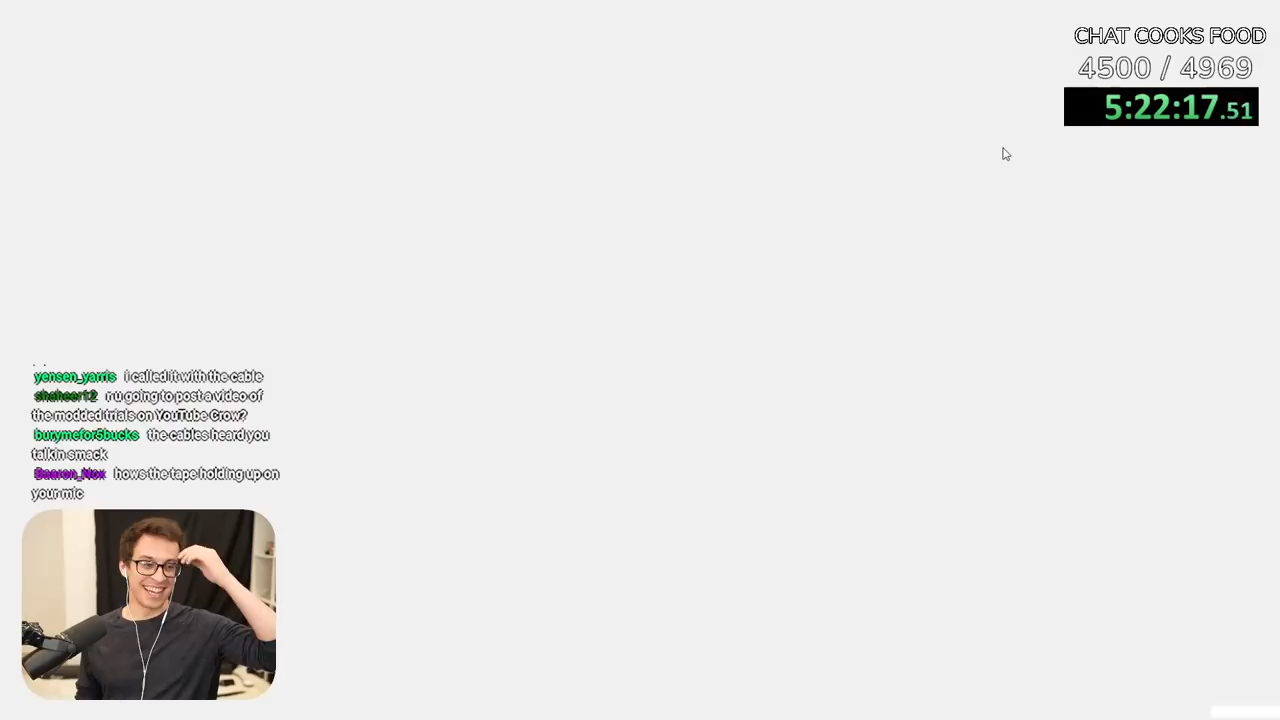 CHAT COOKS FOOD
4500 / 4969
5:22:17.51
yensen_yarris i called it with the cable
shaheer12 r u going to post a video of
the modded trials on YouTube Crow?
burymefor5bucks the cables heard you
talkin smack
Daaron_Nox hows the tape holding up on
your mic